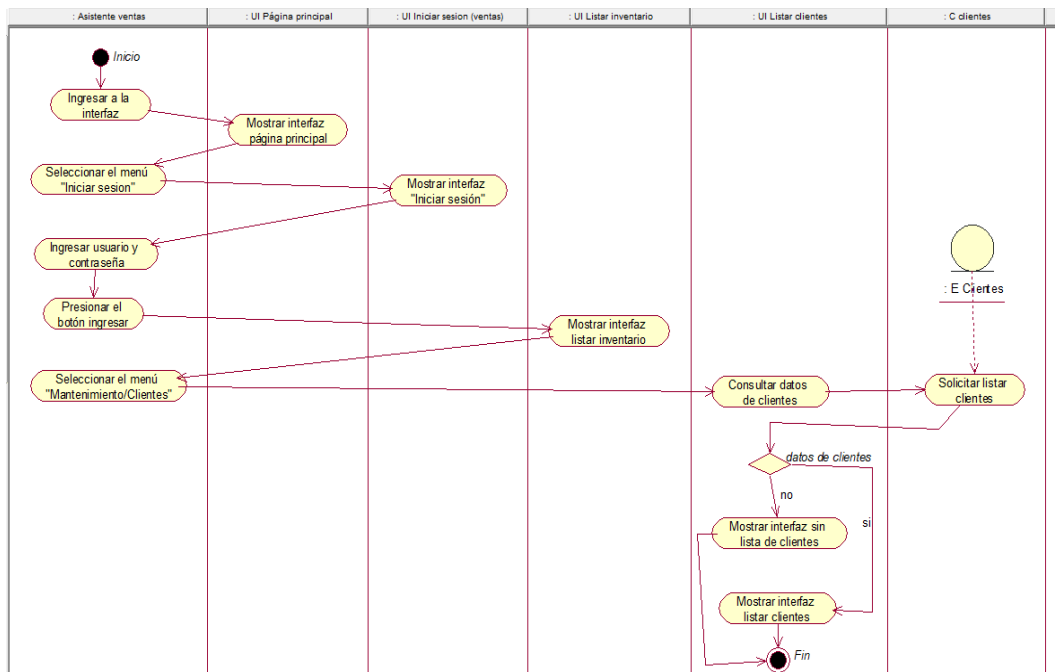 : Asistente ventas
: UI Página principal
: UI Iniciar sesion (ventas)
: UI Listar inventario
: UI Listar clientes
: C clientes
Inicio
Ingresar a la
interfaz
Mostrar interfaz
página principal
Seleccionar el menú
"Iniciar sesion"
Mostrar interfaz
"Iniciar sesión"
Ingresar usuario y
contraseña
: E Clientes
Presionar el
botón ingresar
Mostrar interfaz
listar inventario
Seleccionar el menú
"Mantenimiento/Clientes"
Consultar datos
de clientes
Solicitar listar
clientes
datos de clientes
no
si
Mostrar interfaz sin
lista de clientes
Mostrar interfaz
listar clientes
Fin